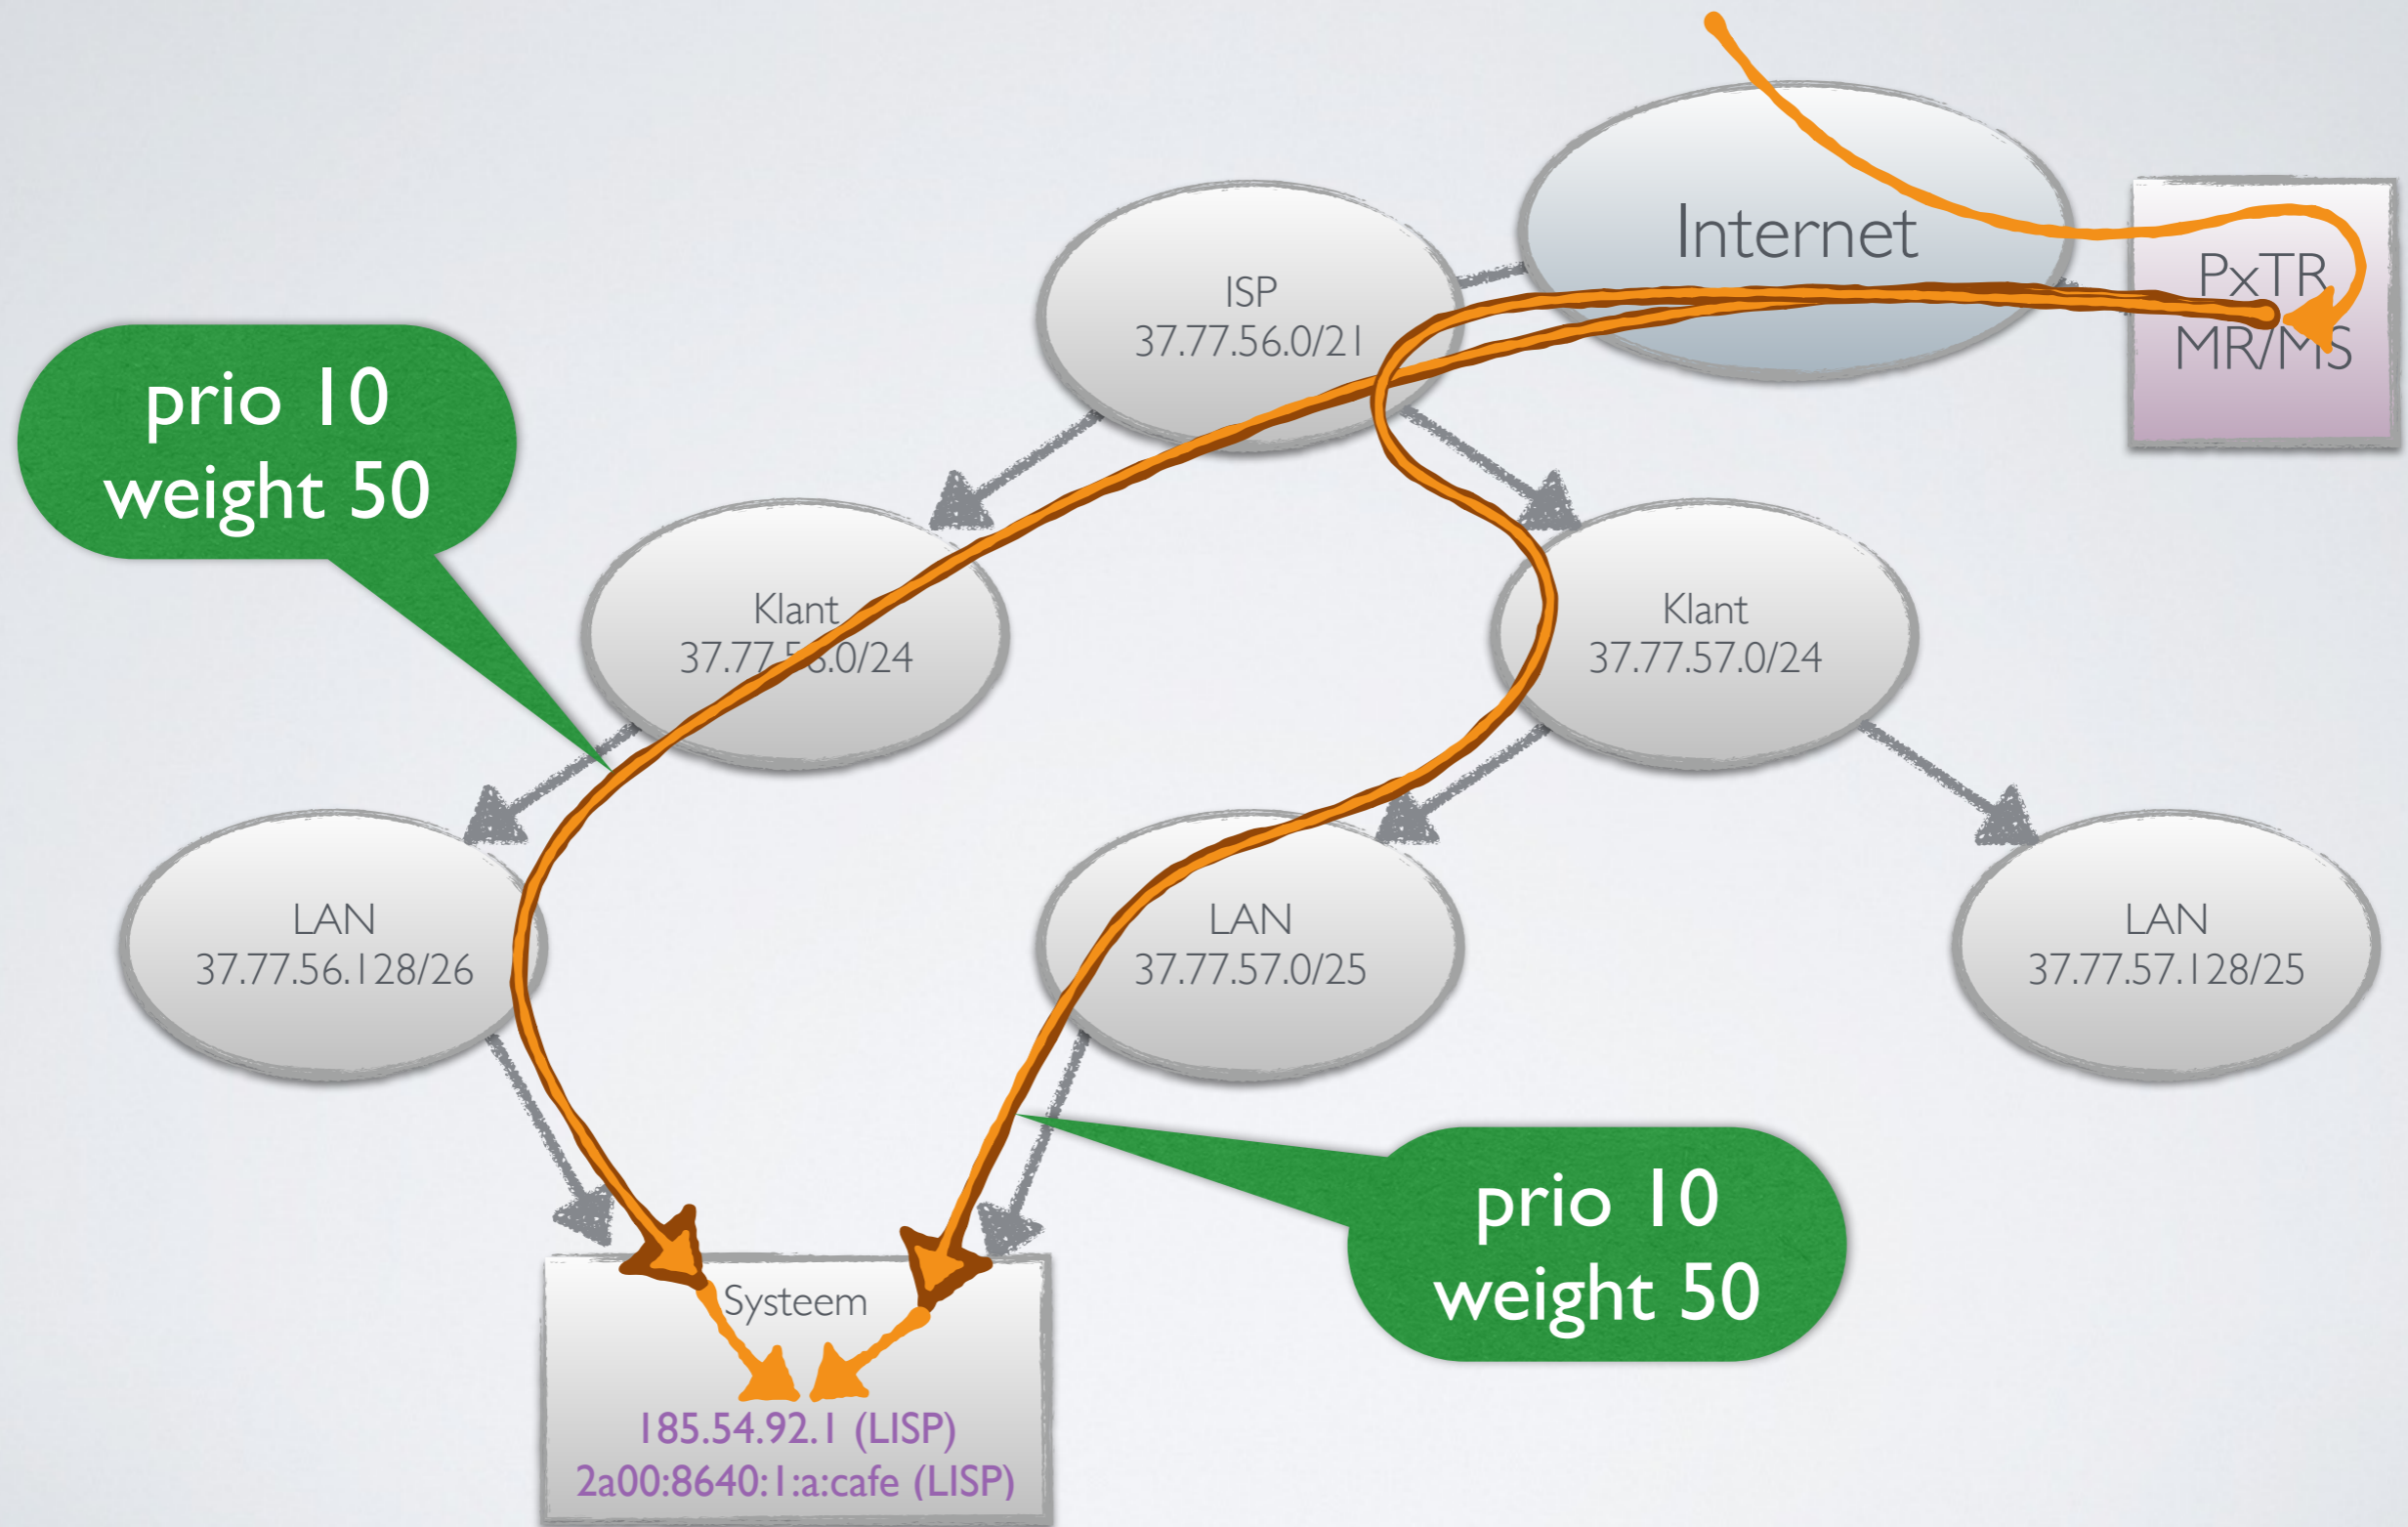 Internet
PxTR
MR/MS
ISP
37.77.56.0/21
prio 10
weight 50
Klant
37.77.56.0/24
Klant
37.77.57.0/24
LAN
37.77.56.128/26
LAN
37.77.57.0/25
LAN
37.77.57.128/25
prio 10
weight 50
Systeem
185.54.92.1 (LISP)
2a00:8640:1:a:cafe (LISP)